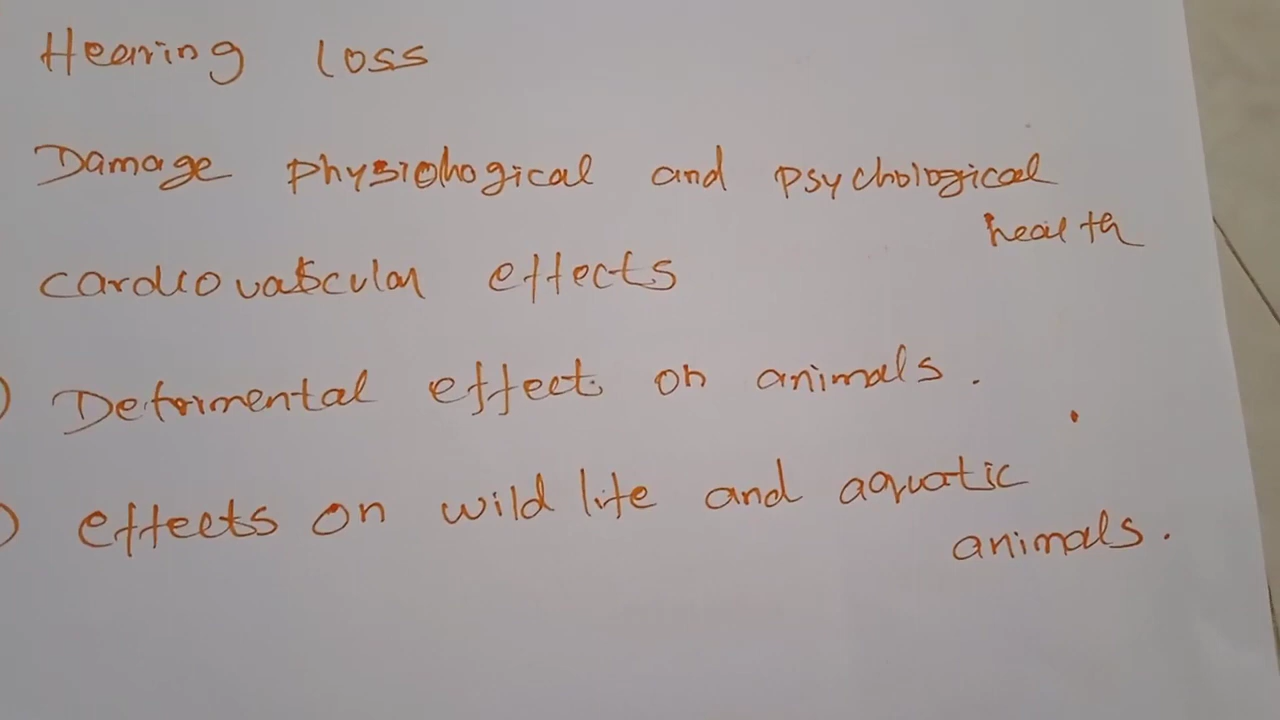 Hearing loss
Damage physiological and psychological
health
cardiovascular effects
) Detrimental effect on animals.
) effects on wild life and aquatic
animals.